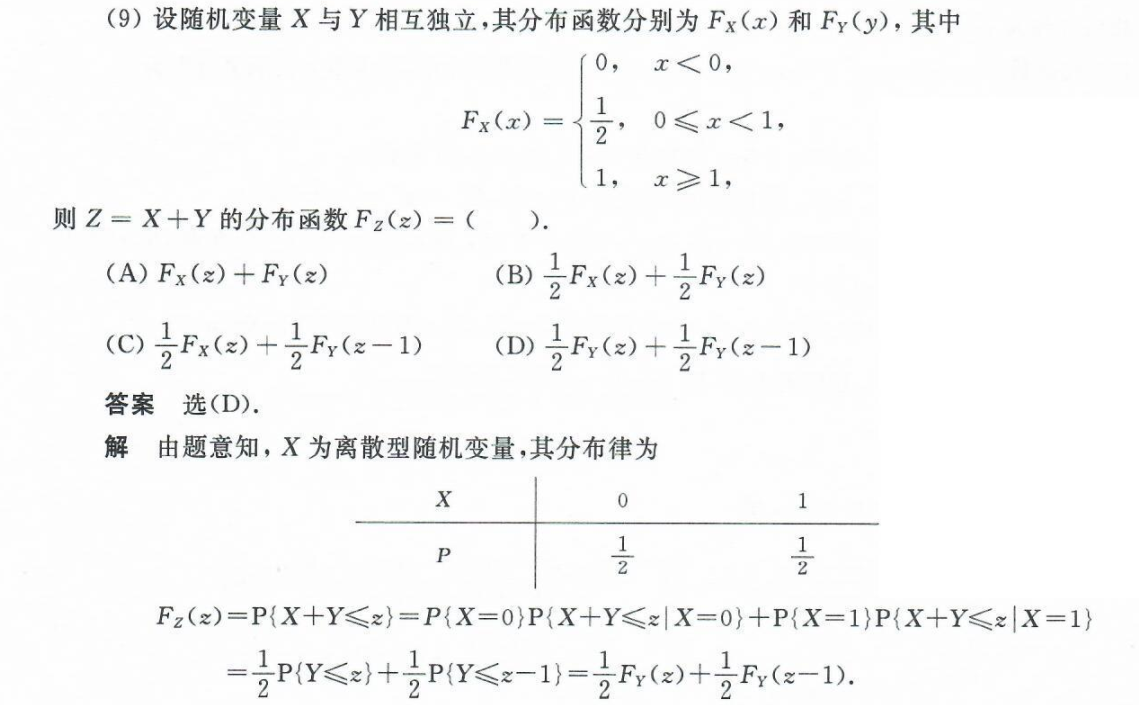 (9) 设随机变量 X 与 Y 相互独立,其分布函数分别为 F_X(x) 和 F_Y(y), 其中
F_X(x) = { 0, x < 0,
1/2, 0 ⩽ x < 1,
1, x ⩾ 1,
则 Z = X + Y 的分布函数 F_Z(z) = ( ).
(A) F_X(z) + F_Y(z) (B) 1/2 F_X(z) + 1/2 F_Y(z)
(C) 1/2 F_X(z) + 1/2 F_Y(z − 1) (D) 1/2 F_Y(z) + 1/2 F_Y(z − 1)
答案 选(D).
解 由题意知, X 为离散型随机变量,其分布律为
X 0 1
P 1/2 1/2
F_Z(z)=P{X+Y⩽z}=P{X=0}P{X+Y⩽z|X=0}+P{X=1}P{X+Y⩽z|X=1}
=1/2 P{Y⩽z}+1/2 P{Y⩽z−1}=1/2 F_Y(z)+1/2 F_Y(z−1).